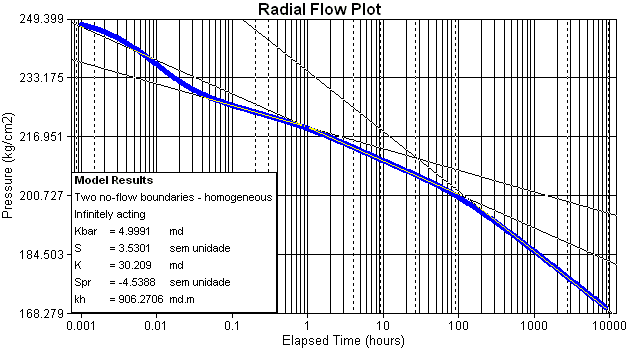 Radial Flow Plot
249.399
233.175
216.951
200.727
184.503
168.279
Pressure (kg/cm2)
Model Results
Two no-flow boundaries - homogeneous
Infinitely acting
Kbar = 4.9991 md
S = 3.5301 sem unidade
K = 30.209 md
Spr = -4.5386 sem unidade
kh = 906.2706 md.m
0.001 0.01 0.1 1 10 100 1000 10000
Elapsed Time (hours)